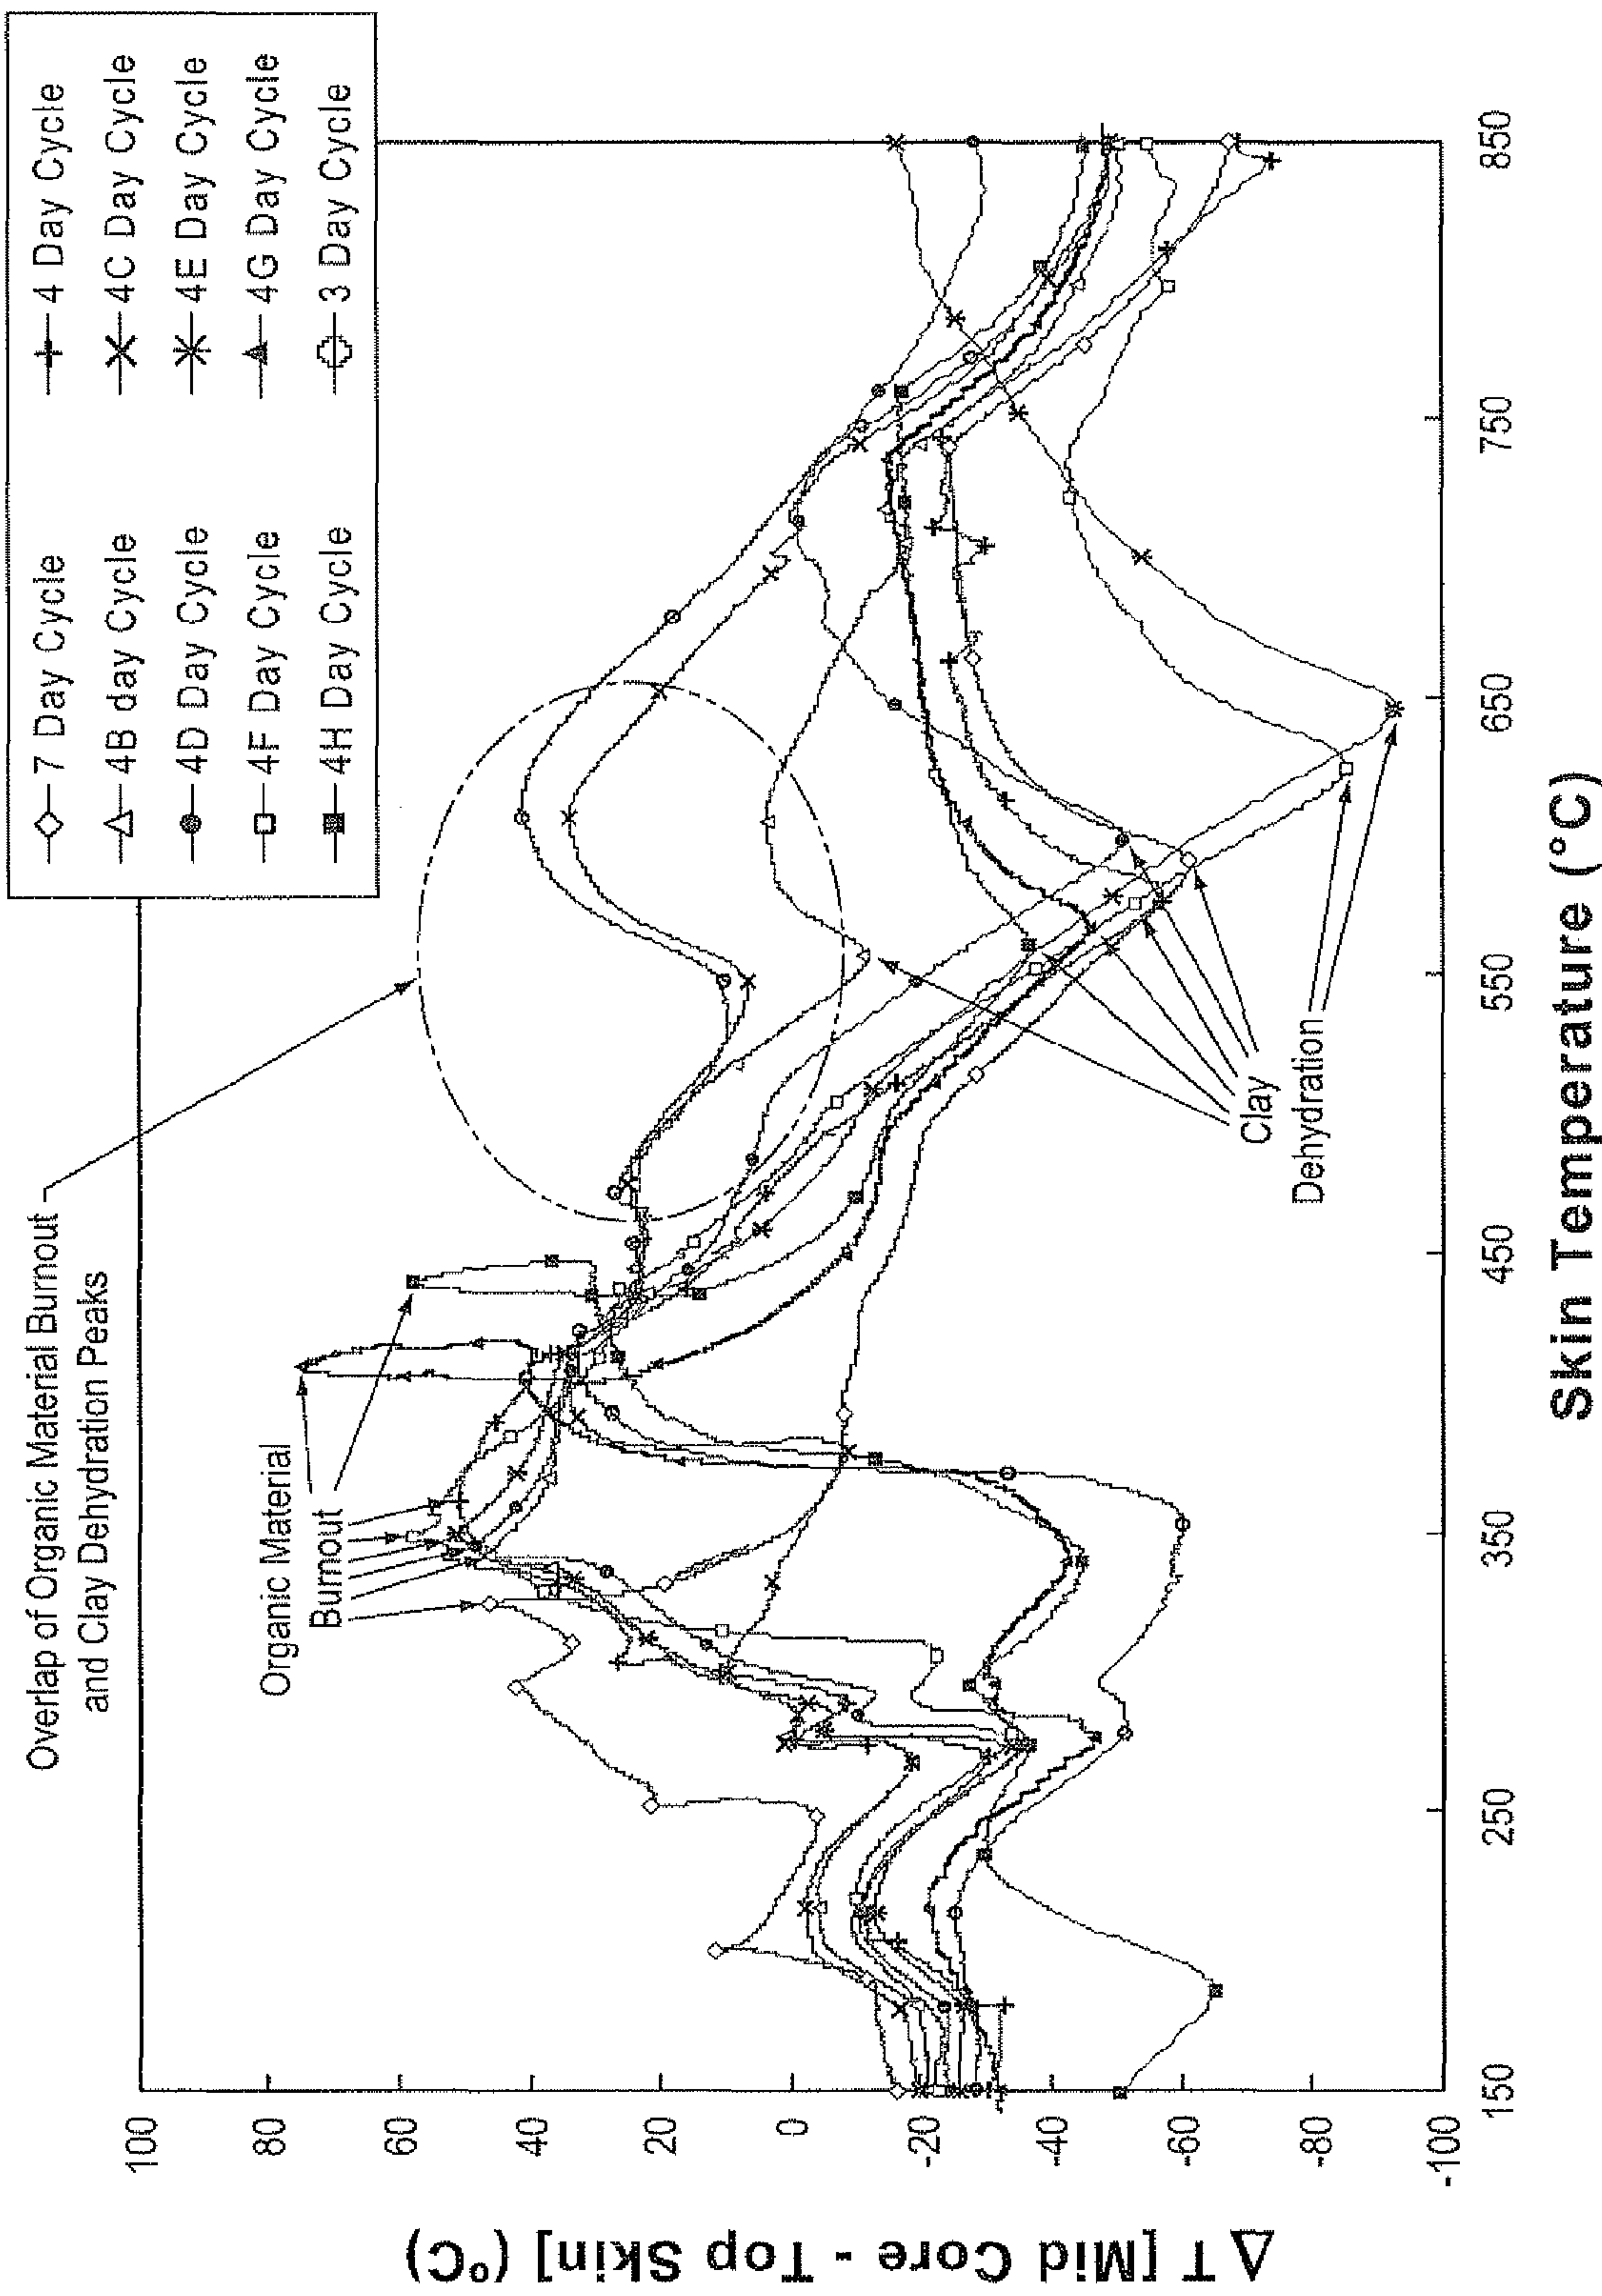 7 Day Cycle
4 Day Cycle
4B day Cycle
4C Day Cycle
4D Day Cycle
4E Day Cycle
4F Day Cycle
4G Day Cycle
4H Day Cycle
3 Day Cycle
Overlap of Organic Material Burnout
and Clay Dehydration Peaks
Organic Material
Burnout
Clay
Dehydration
Δ T [Mid Core - Top Skin] (°C)
100
80
60
40
20
0
-20
-40
-60
-80
-100
150
250
350
450
550
650
750
850
Skin Temperature (°C)